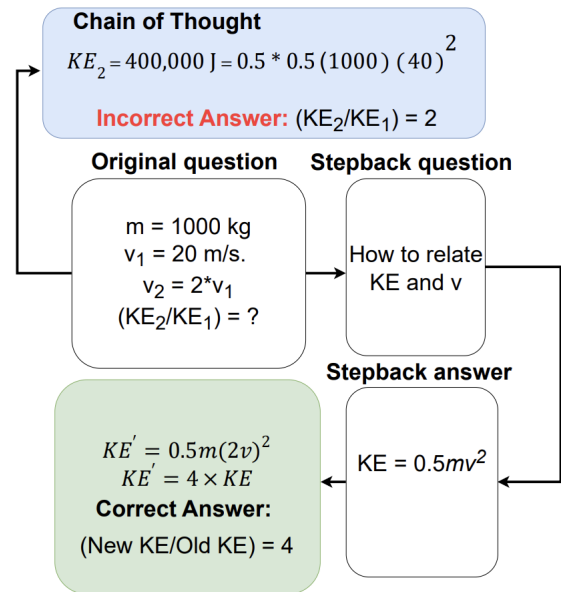 Chain of Thought
KE₂ = 400,000 J = 0.5 * 0.5 (1000) (40)²
Incorrect Answer: (KE₂/KE₁) = 2
Original question
m = 1000 kg
v₁ = 20 m/s.
v₂ = 2*v₁
(KE₂/KE₁) = ?
Stepback question
How to relate
KE and v
Stepback answer
KE = 0.5mv²
KE′ = 0.5m(2v)²
KE′ = 4 × KE
Correct Answer:
(New KE/Old KE) = 4